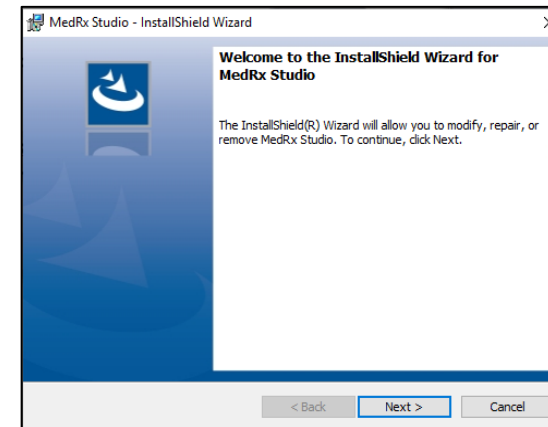 MedRx Studio - InstallShield Wizard
Welcome to the InstallShield Wizard for
MedRx Studio
The InstallShield(R) Wizard will allow you to modify, repair, or
remove MedRx Studio. To continue, click Next.
< Back
Next >
Cancel